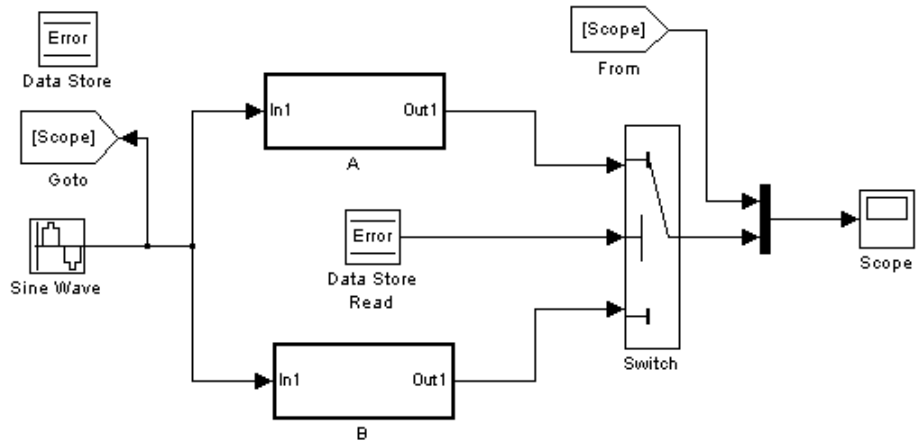 Error
Data Store
[Scope]
From
[Scope]
Goto
In1
Out1
A
Sine Wave
Error
Data Store
Read
Scope
In1
Out1
B
Switch